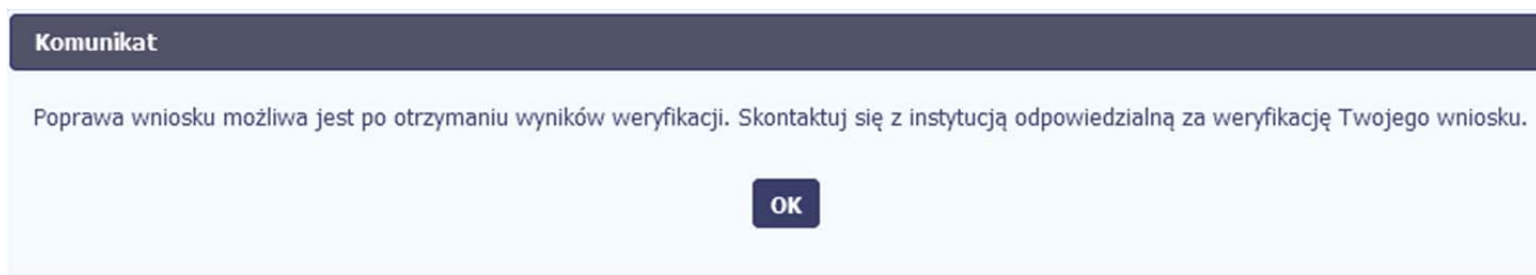 Komunikat
Poprawa wniosku możliwa jest po otrzymaniu wyników weryfikacji. Skontaktuj się z instytucją odpowiedzialną za weryfikację Twojego wniosku.
OK